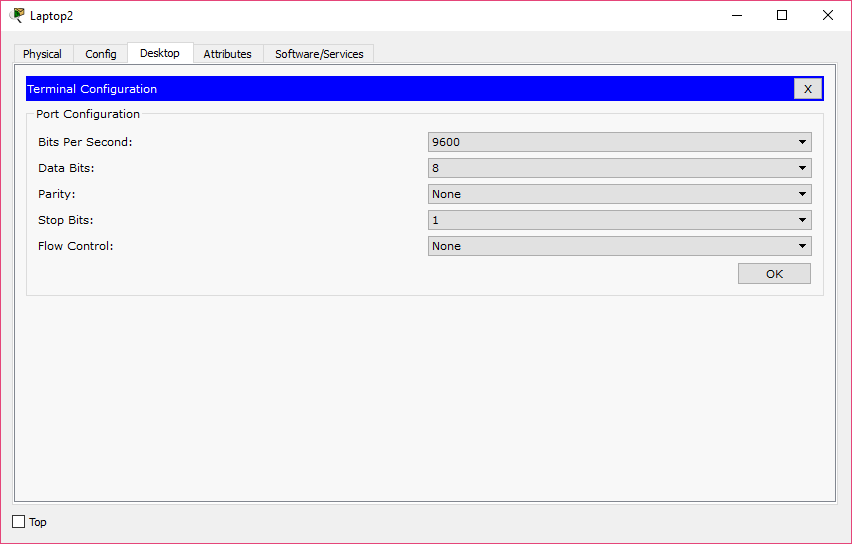 Laptop2
Physical Config Desktop Attributes Software/Services
Terminal Configuration X
Port Configuration
Bits Per Second: 9600
Data Bits: 8
Parity: None
Stop Bits: 1
Flow Control: None
OK
Top